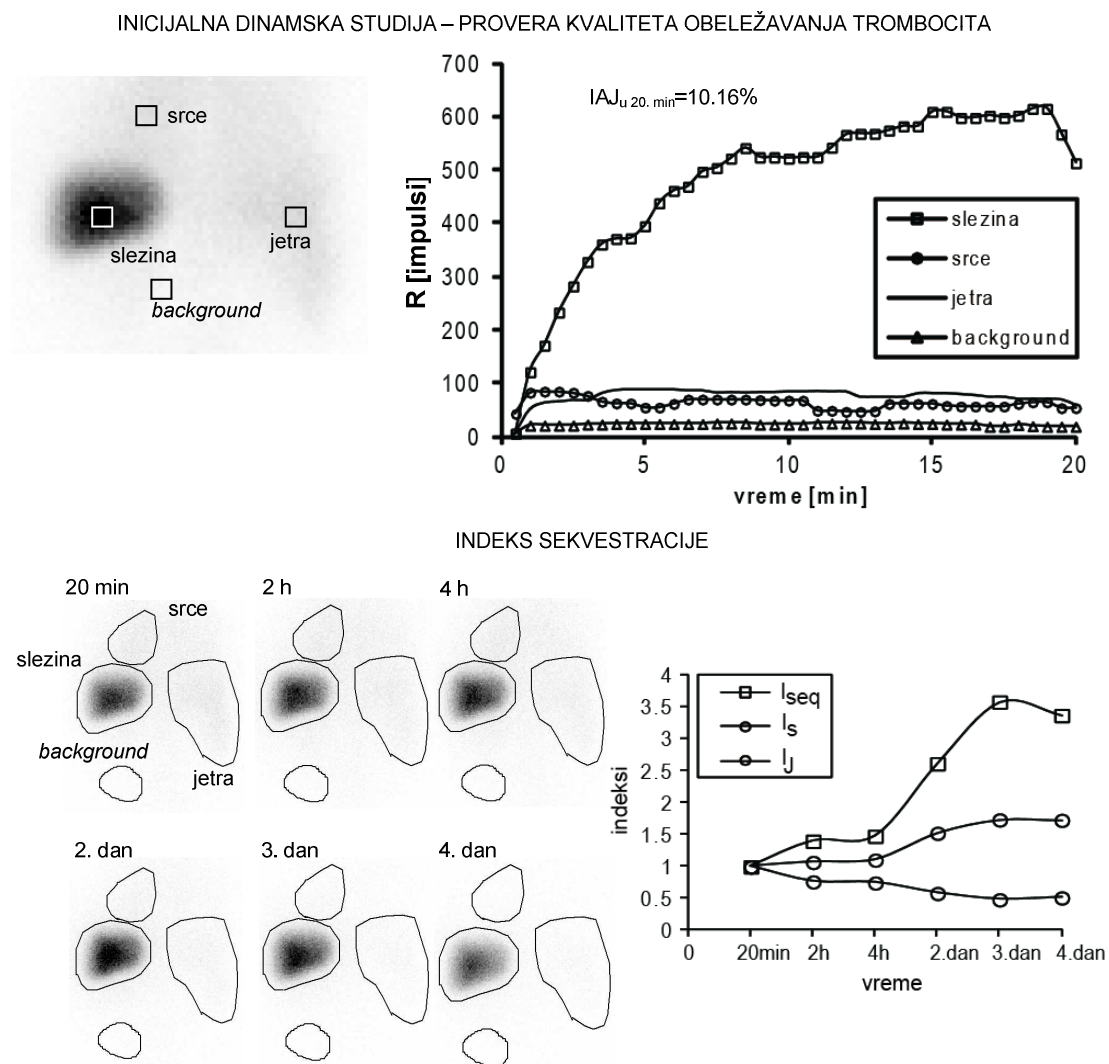 INICIJALNA DINAMSKA STUDIJA – PROVERA KVALITETA OBELEŽAVANJA TROMBOCITA
srce
slezina
jetra
background
R [impulsi]
700
600
500
400
300
200
100
0
IAJu 20. min=10.16%
slezina
srce
jetra
background
0 5 10 15 20
vreme [min]
INDEKS SEKVESTRACIJE
20 min
2 h
4 h
srce
slezina
background
jetra
2. dan
3. dan
4. dan
indeksi
4
3.5
3
2.5
2
1.5
1
0.5
0
Iseq
Is
IJ
0 20min 2h 4h 2.dan 3.dan 4.dan
vreme